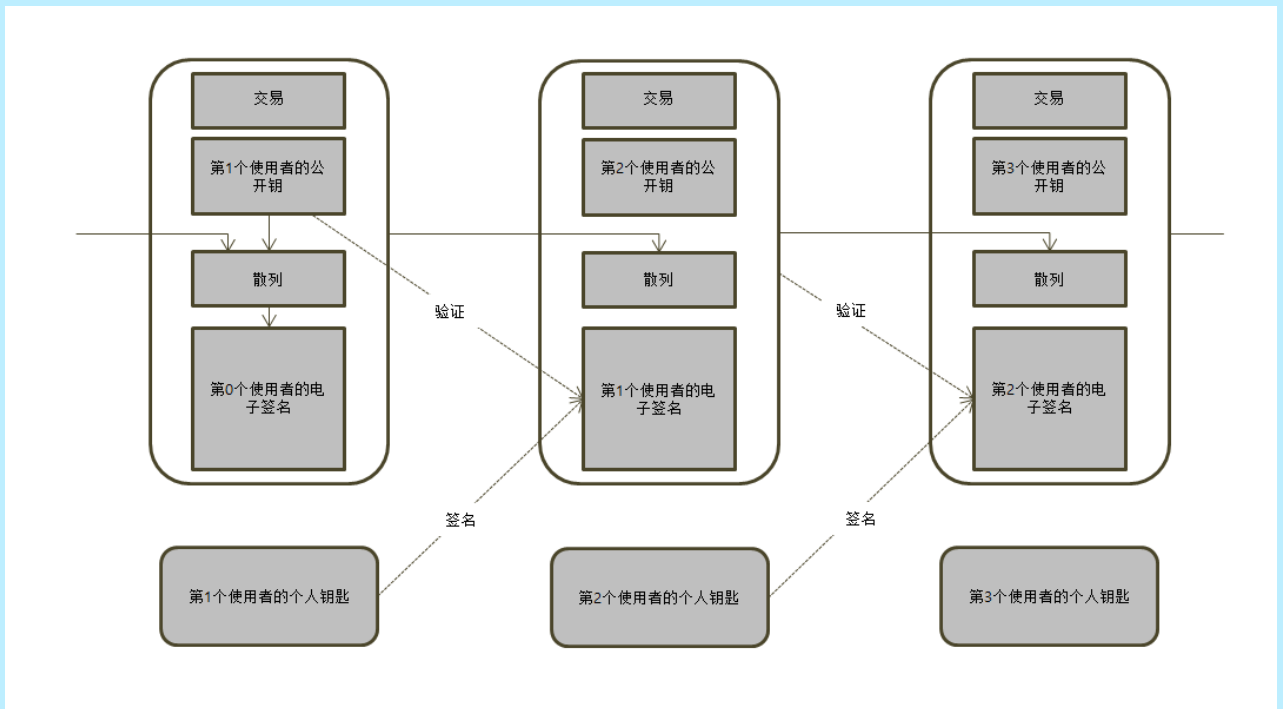 交易
第1个使用者的公
开钥
散列
第0个使用者的电
子签名
交易
第2个使用者的公
开钥
散列
第1个使用者的电
子签名
交易
第3个使用者的公
开钥
散列
第2个使用者的电
子签名
验证
验证
签名
签名
第1个使用者的个人钥匙
第2个使用者的个人钥匙
第3个使用者的个人钥匙